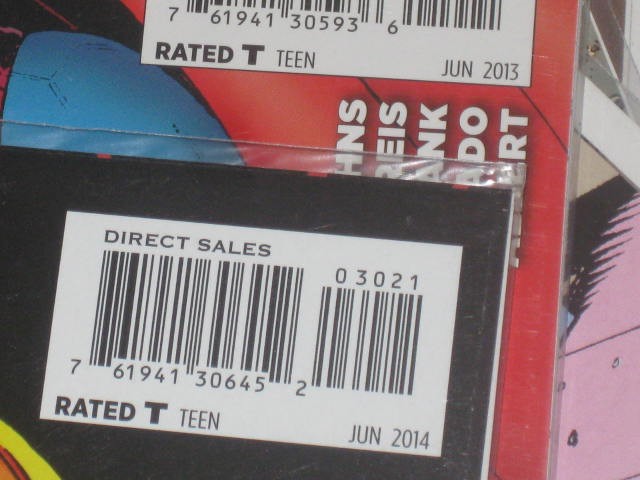 7 61941 30593 6
RATED T TEEN
JUN 2013
DIRECT SALES
03021
7 61941 30645 2
RATED T TEEN
JUN 2014